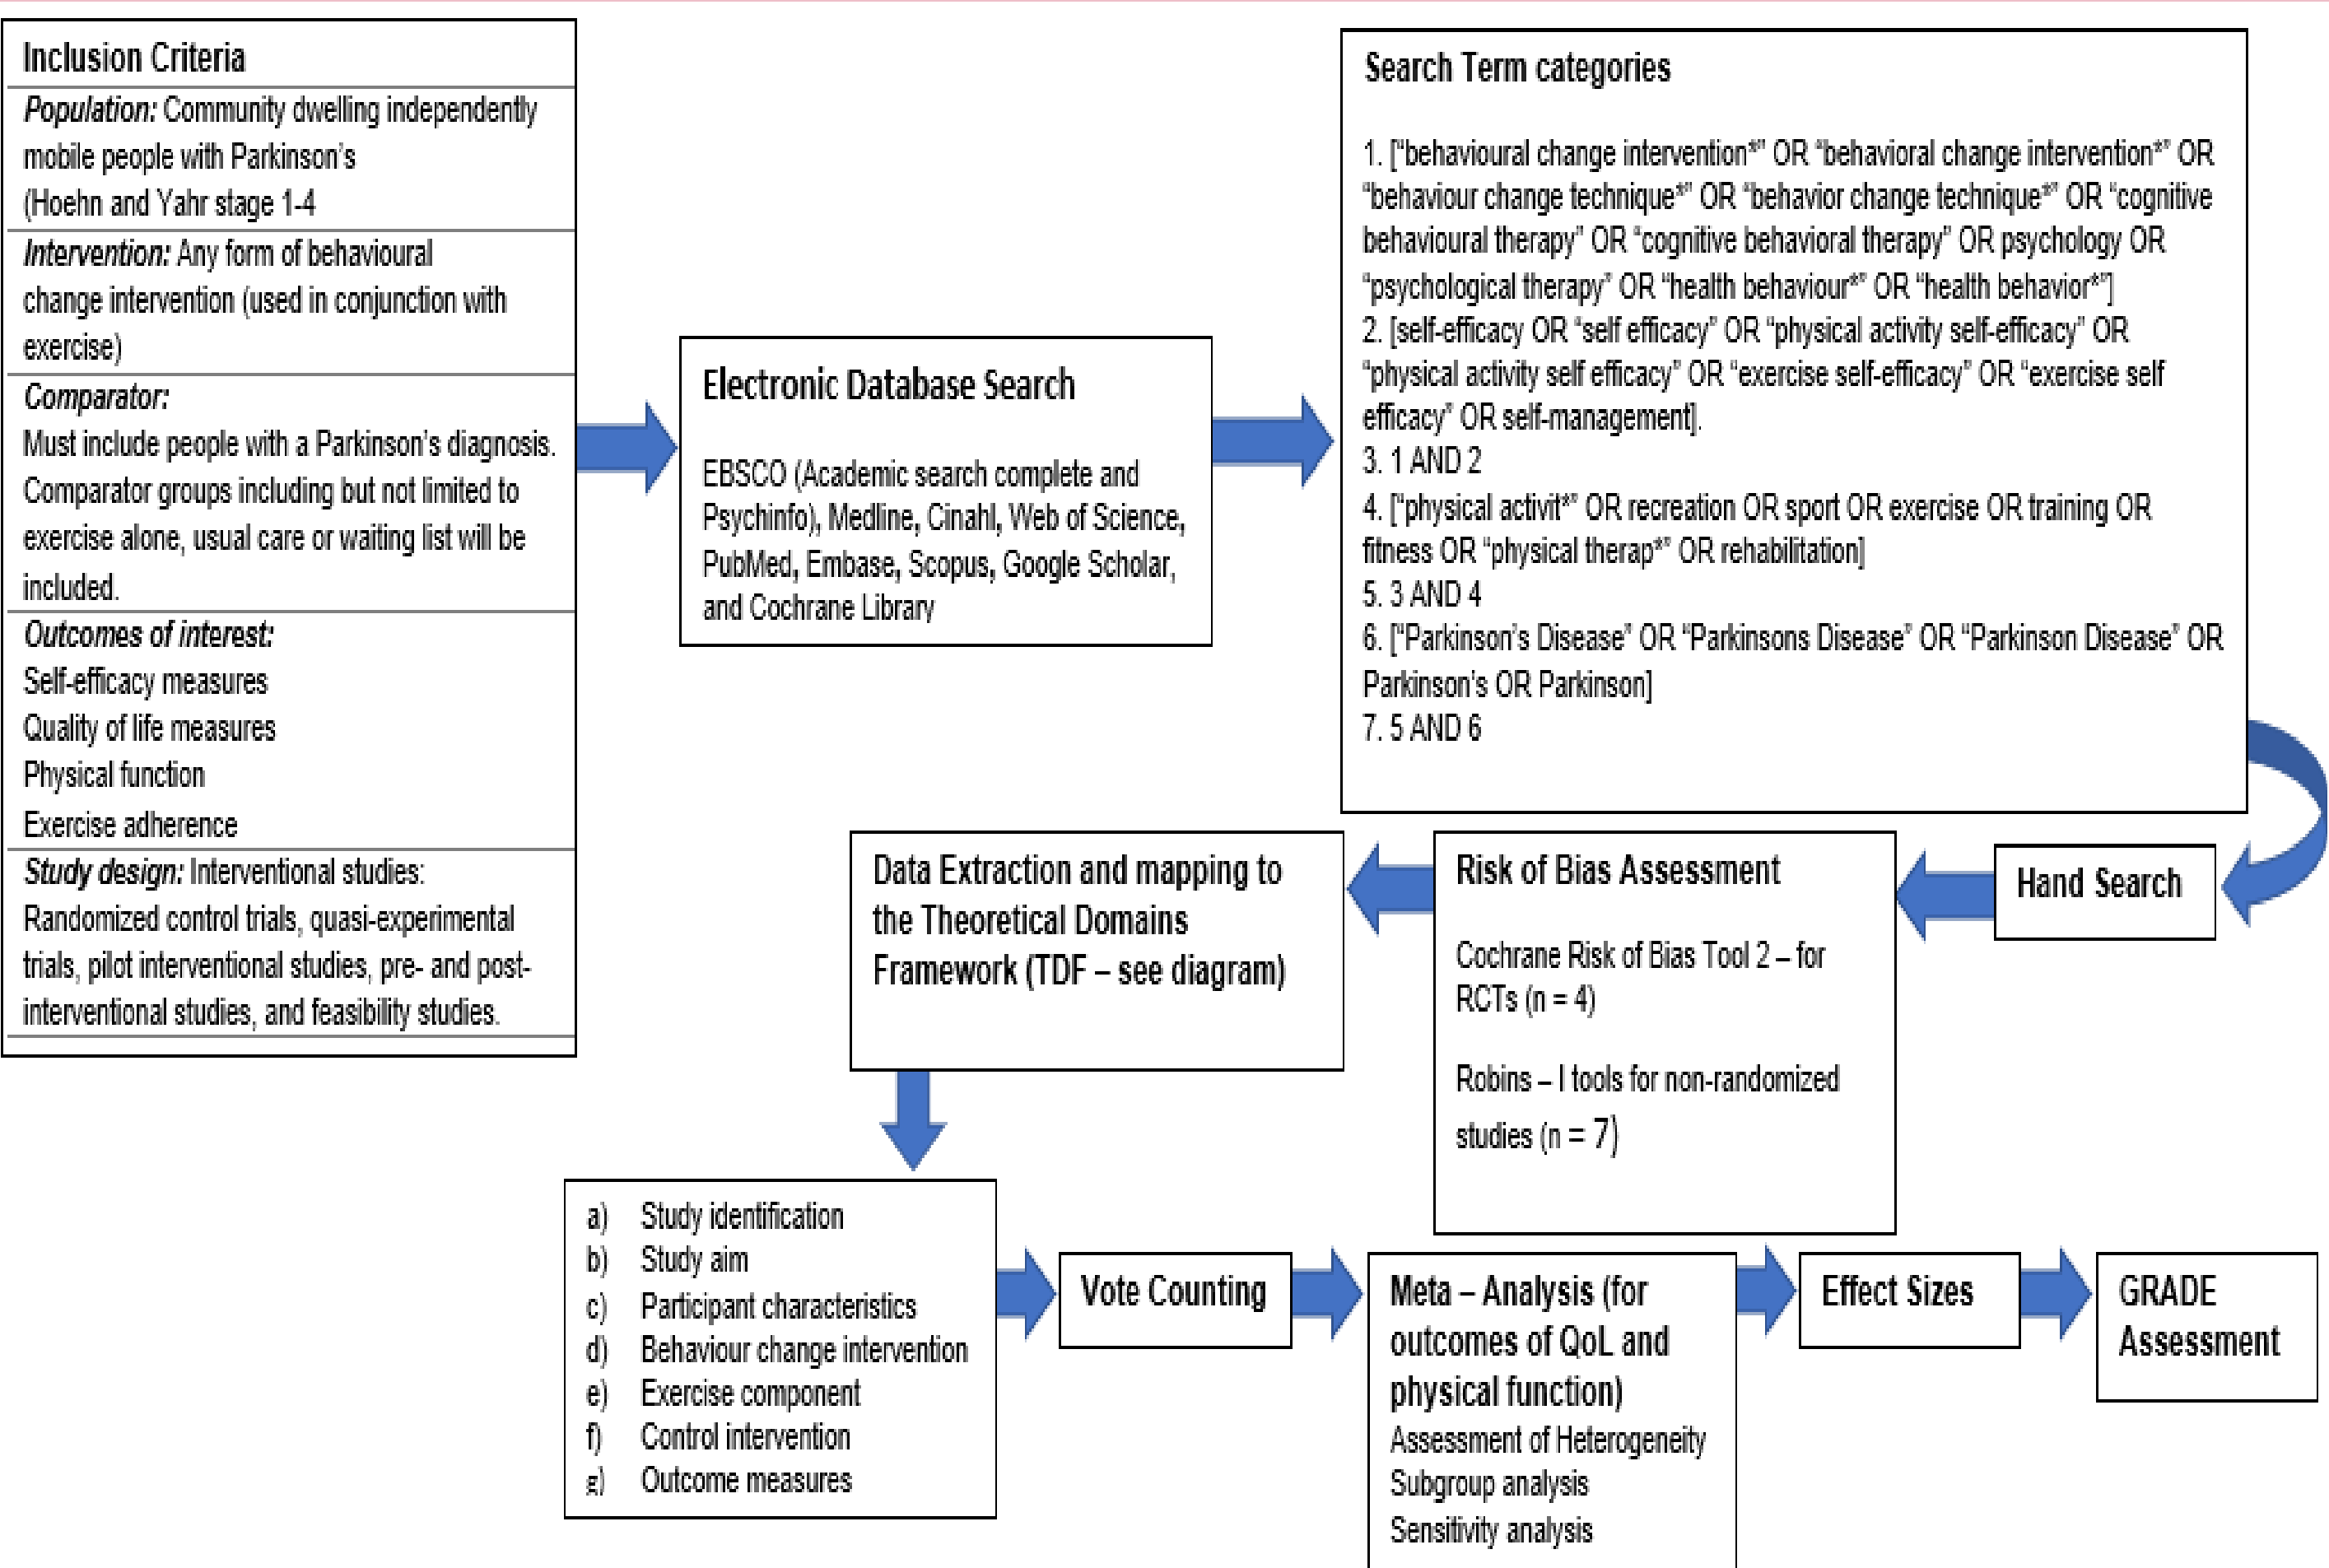 Inclusion Criteria
Population: Community dwelling independently
mobile people with Parkinson's
(Hoehn and Yahr stage 1-4
Intervention: Any form of behavioural
change intervention (used in conjunction with
exercise)
Comparator:
Must include people with a Parkinson's diagnosis.
Comparator groups including but not limited to
exercise alone, usual care or waiting list will be
included.
Outcomes of interest:
Self-efficacy measures
Quality of life measures
Physical function
Exercise adherence
Study design: Interventional studies:
Randomized control trials, quasi-experimental
trials, pilot interventional studies, pre- and post-
interventional studies, and feasibility studies.
Electronic Database Search
EBSCO (Academic search complete and
Psychinfo), Medline, Cinahl, Web of Science,
PubMed, Embase, Scopus, Google Scholar,
and Cochrane Library
Search Term categories
1. [“behavioural change intervention*” OR “behavioral change intervention*” OR
“behaviour change technique*” OR “behavior change technique*” OR “cognitive
behavioural therapy” OR “cognitive behavioral therapy” OR psychology OR
“psychological therapy” OR “health behaviour*” OR “health behavior*”]
2. [self-efficacy OR “self efficacy” OR “physical activity self-efficacy” OR
“physical activity self efficacy” OR “exercise self-efficacy” OR “exercise self
efficacy” OR self-management].
3. 1 AND 2
4. [“physical activit*” OR recreation OR sport OR exercise OR training OR
fitness OR “physical therap*” OR rehabilitation]
5. 3 AND 4
6. [“Parkinson's Disease” OR “Parkinsons Disease” OR “Parkinson Disease” OR
Parkinson's OR Parkinson]
7. 5 AND 6
Hand Search
Risk of Bias Assessment
Cochrane Risk of Bias Tool 2 – for
RCTs (n = 4)
Robins – I tools for non-randomized
studies (n = 7)
Data Extraction and mapping to
the Theoretical Domains
Framework (TDF – see diagram)
a) Study identification
b) Study aim
c) Participant characteristics
d) Behaviour change intervention
e) Exercise component
f) Control intervention
g) Outcome measures
Vote Counting
Meta – Analysis (for
outcomes of QoL and
physical function)
Assessment of Heterogeneity
Subgroup analysis
Sensitivity analysis
Effect Sizes
GRADE
Assessment